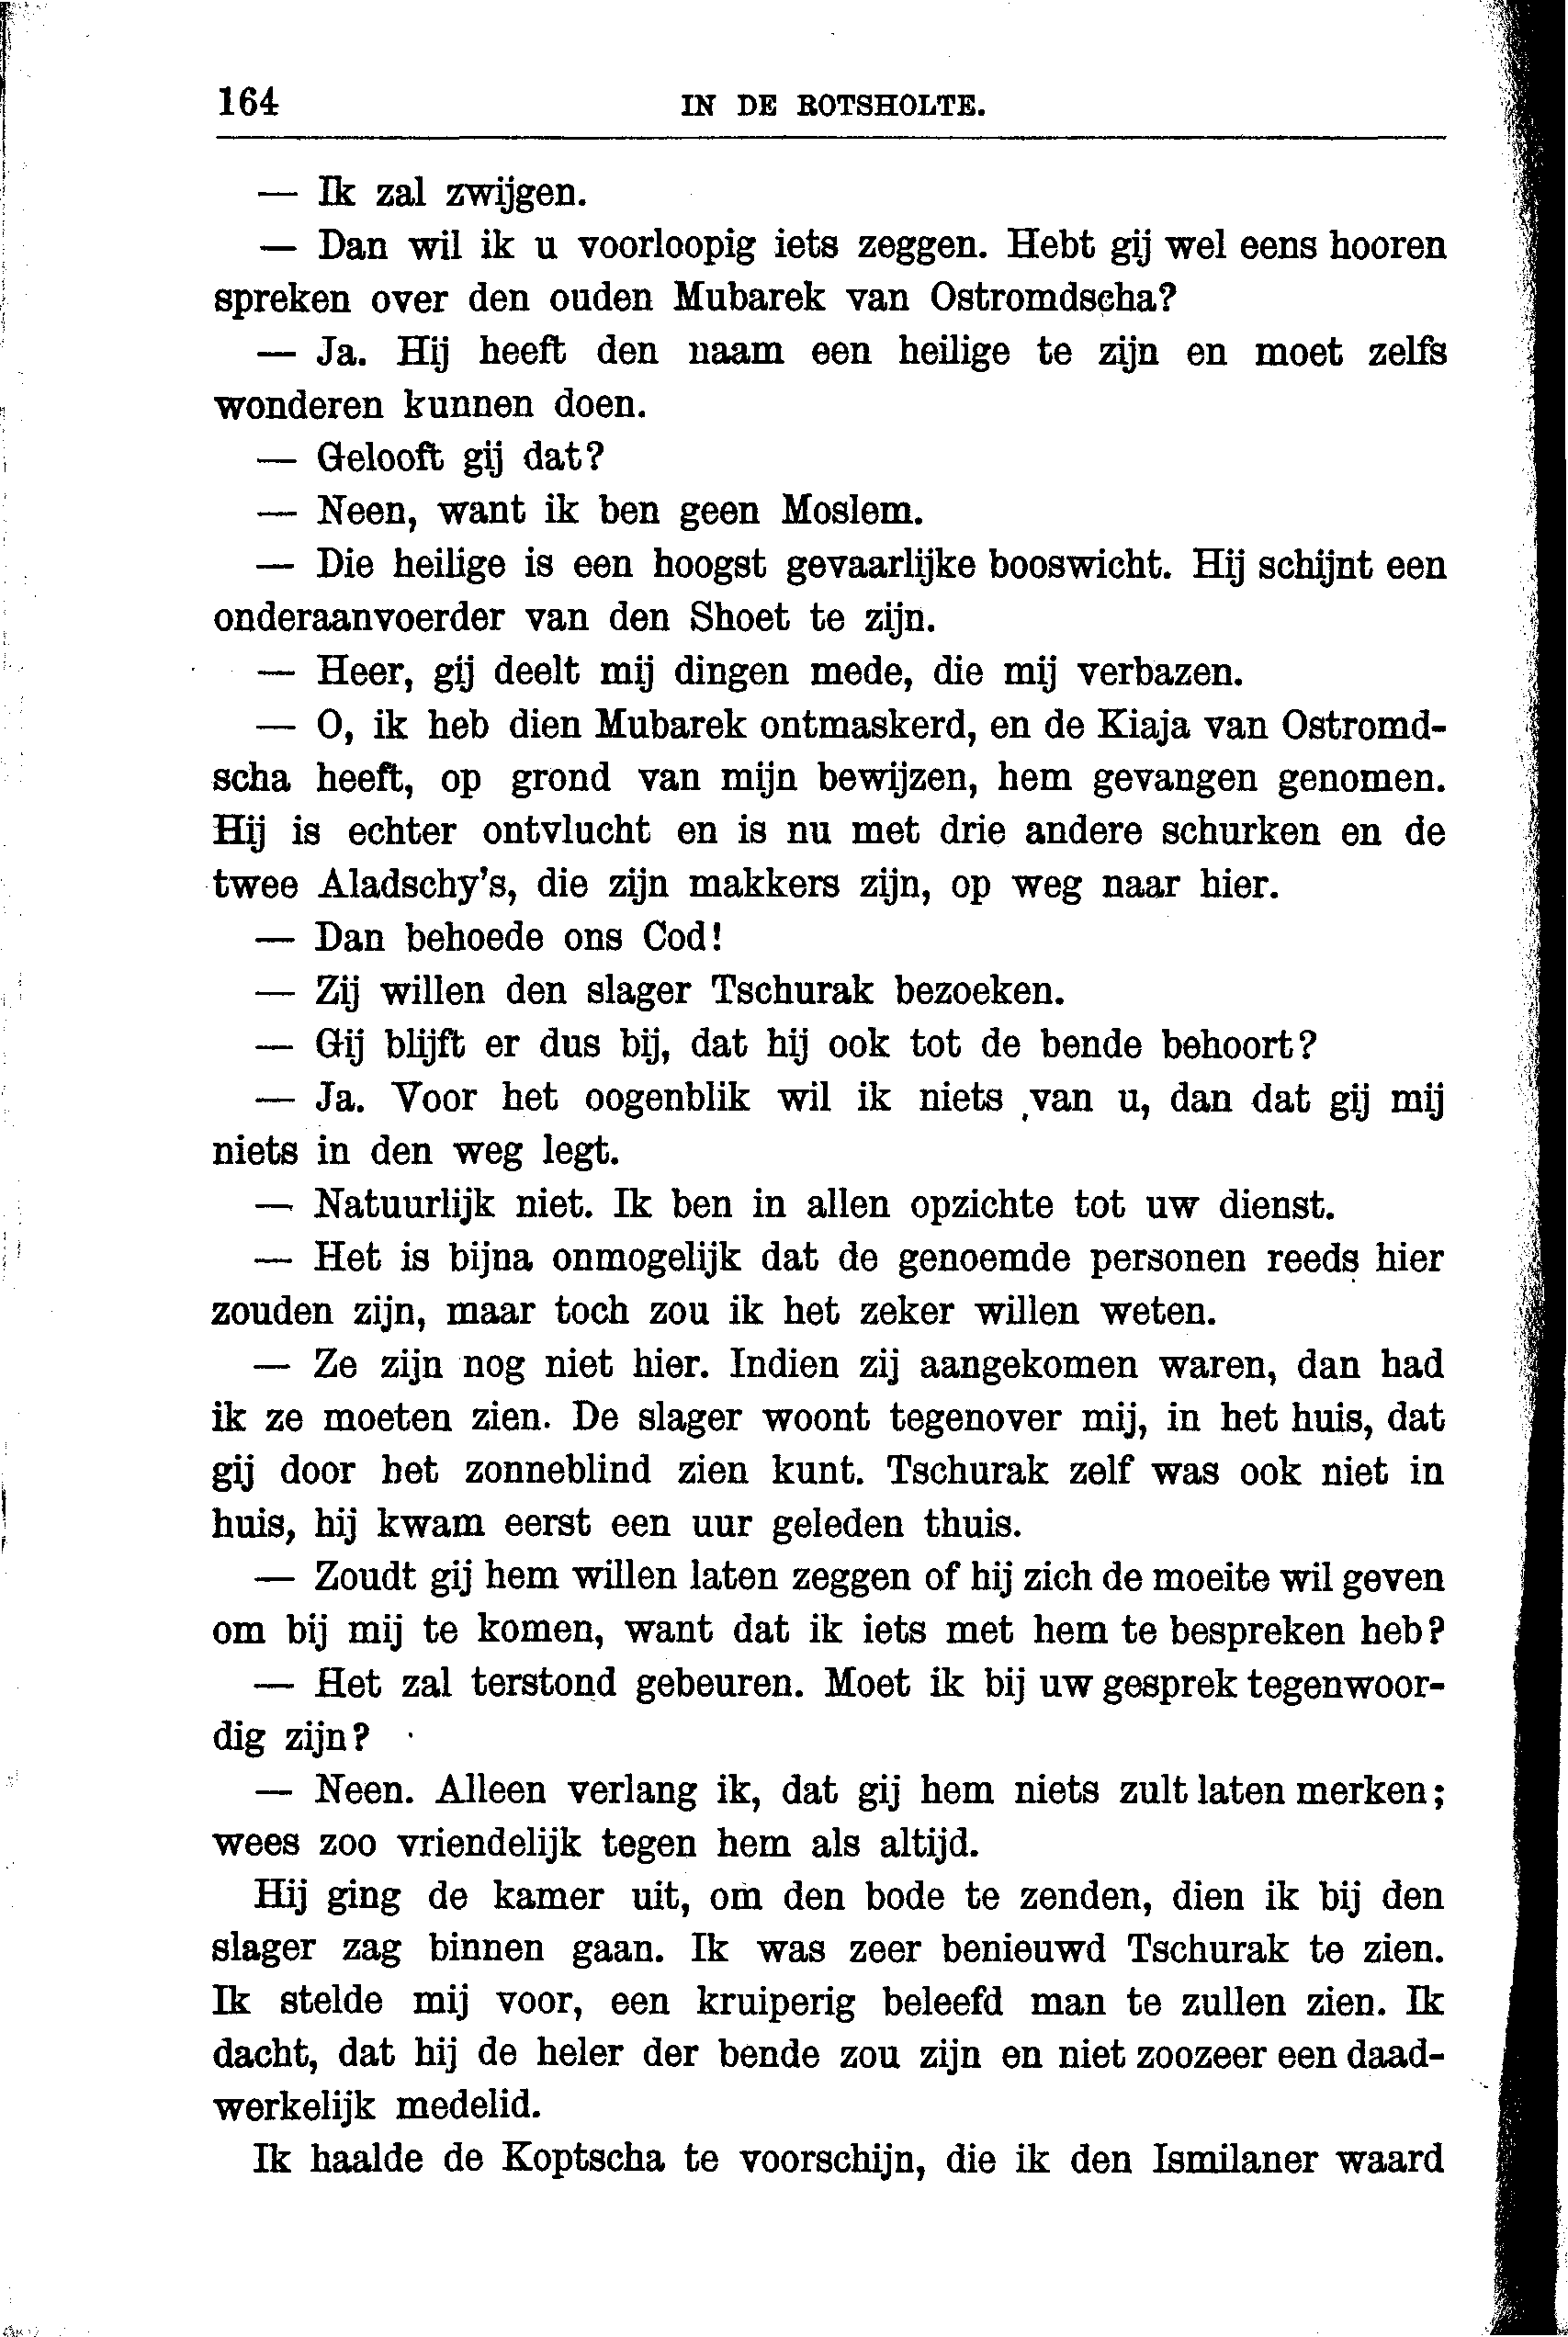 164 IN DE ROTSHOLTE.
— Ik zal zwijgen.
— Dan wil ik u voorloopig iets zeggen. Hebt gij wel eens hooren
spreken over den ouden Mubarek van Ostromdscha?
— Ja. Hij heeft den naam een heilige te zijn en moet zelfs
wonderen kunnen doen.
— Gelooft gij dat?
— Neen, want ik ben geen Moslem.
— Die heilige is een hoogst gevaarlijke booswicht. Hij schijnt een
onderaanvoerder van den Shoet te zijn.
— Heer, gij deelt mij dingen mede, die mij verbazen.
— O, ik heb dien Mubarek ontmaskerd, en de Kiaja van Ostromd-
scha heeft, op grond van mijn bewijzen, hem gevangen genomen.
Hij is echter ontvlucht en is nu met drie andere schurken en de
twee Aladschy's, die zijn makkers zijn, op weg naar hier.
— Dan behoede ons Cod!
— Zij willen den slager Tschurak bezoeken.
— Gij blijft er dus bij, dat hij ook tot de bende behoort?
— Ja. Voor het oogenblik wil ik niets van u, dan dat gij mij
niets in den weg legt.
— Natuurlijk niet. Ik ben in allen opzichte tot uw dienst.
— Het is bijna onmogelijk dat de genoemde personen reeds hier
zouden zijn, maar toch zou ik het zeker willen weten.
— Ze zijn nog niet hier. Indien zij aangekomen waren, dan had
ik ze moeten zien. De slager woont tegenover mij, in het huis, dat
gij door het zonneblind zien kunt. Tschurak zelf was ook niet in
huis, hij kwam eerst een uur geleden thuis.
— Zoudt gij hem willen laten zeggen of hij zich de moeite wil geven
om bij mij te komen, want dat ik iets met hem te bespreken heb?
— Het zal terstond gebeuren. Moet ik bij uw gesprek tegenwoor-
dig zijn?
— Neen. Alleen verlang ik, dat gij hem niets zult laten merken;
wees zoo vriendelijk tegen hem als altijd.
Hij ging de kamer uit, om den bode te zenden, dien ik bij den
slager zag binnen gaan. Ik was zeer benieuwd Tschurak te zien.
Ik stelde mij voor, een kruiperig beleefd man te zullen zien. Ik
dacht, dat hij de heler der bende zou zijn en niet zoozeer een daad-
werkelijk medelid.
Ik haalde de Koptscha te voorschijn, die ik den Ismilaner waard